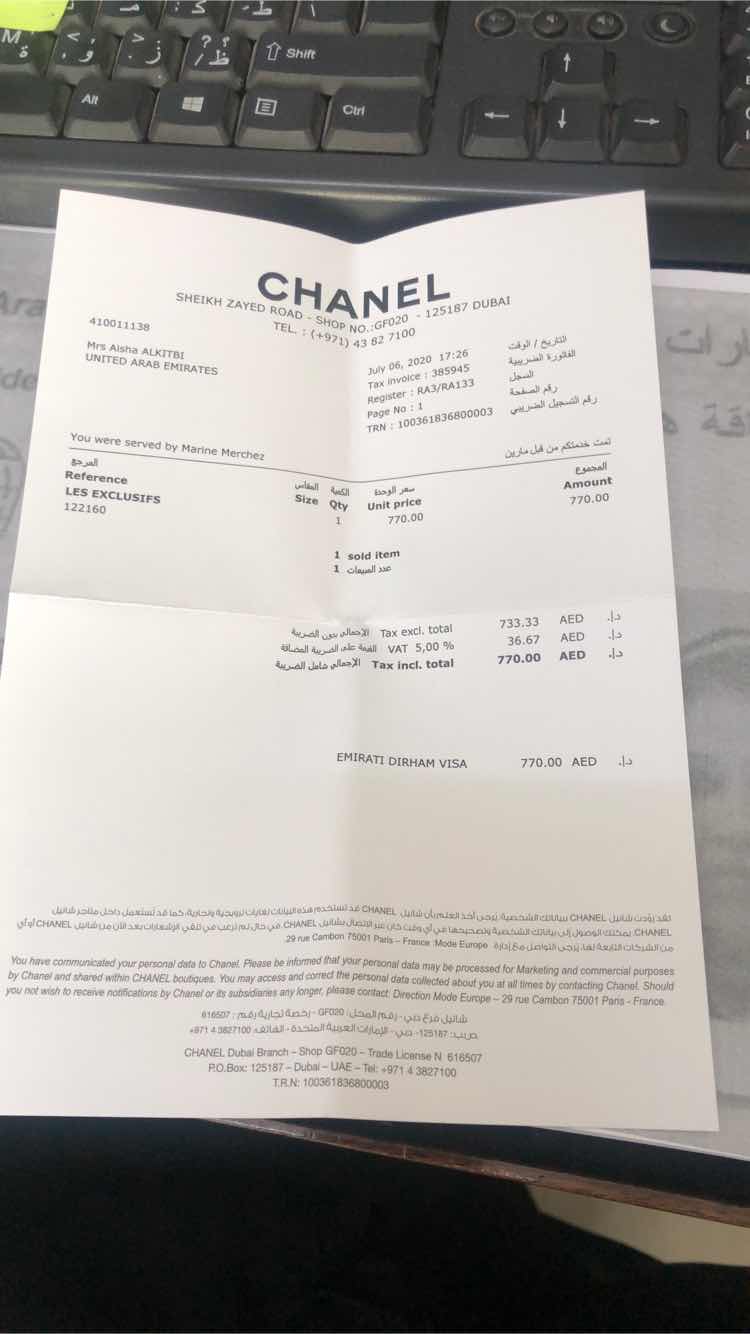 M
ة
< ,
و
> .
ز
؟ ?
ظ /
⇧ Shift
Alt
Ctrl
Ara
ارات
CHANEL
SHEIKH ZAYED ROAD - SHOP NO.:GF020 - 125187 DUBAI
TEL. : (+971) 43 82 7100
410011138
Mrs Aisha ALKITBI
UNITED ARAB EMIRATES
July 06, 2020 17:26 التاريخ / الوقت
Tax invoice : 385945 الفاتورة الضريبية
Register : RA3/RA133 السجل
Page No : 1 رقم الصفحة
TRN : 100361836800003 رقم التسجيل الضريبي
You were served by Marine Merchez تمت خدمتكم من قبل مارين
المرجع المقاس الكمية سعر الوحدة المجموع
Reference Size Qty Unit price Amount
LES EXCLUSIFS
122160 1 770.00 770.00
1 sold item
1 عدد المبيعات
الإجمالي بدون الضريبة Tax excl. total 733.33 AED د.إ.
القيمة على الضريبة المضافة VAT 5,00 % 36.67 AED د.إ.
الإجمالي شامل الضريبة Tax incl. total 770.00 AED د.إ.
EMIRATI DIRHAM VISA 770.00 AED د.إ.
لقد زوّدت شانيل CHANEL بياناتك الشخصية. يُرجى أخذ العلم بأن شانيل CHANEL قد تستخدم هذه البيانات لغايات ترويجية وتجارية، كما قد تُستعمل داخل متاجر شانيل
CHANEL. يمكنك الوصول إلى بياناتك الشخصية وتصحيحها في أي وقت كان عبر الإتصال بشانيل CHANEL. في حال لم ترغب في تلقي الإشعارات بعد الآن من شانيل CHANEL أو أي
من الشركات التابعة لها، يُرجى التواصل مع إدارة Mode Europe: 29 rue Cambon 75001 Paris – France.
You have communicated your personal data to Chanel. Please be informed that your personal data may be processed for Marketing and commercial purposes
by Chanel and shared within CHANEL boutiques. You may access and correct the personal data collected about you at all times by contacting Chanel. Should
you not wish to receive notifications by Chanel or its subsidiaries any longer, please contact: Direction Mode Europe – 29 rue Cambon 75001 Paris - France.
شانيل فرع دبي - رقم المحل: GF020 - رخصة تجارية رقم : 616507
ص.ب: 125187- دبي - الإمارات العربية المتحدة - الهاتف: 3827100 4 971+
CHANEL Dubai Branch – Shop GF020 – Trade License N 616507
P.O.Box: 125187 – Dubai – UAE – Tel: +971 4 3827100
T.R.N: 100361836800003